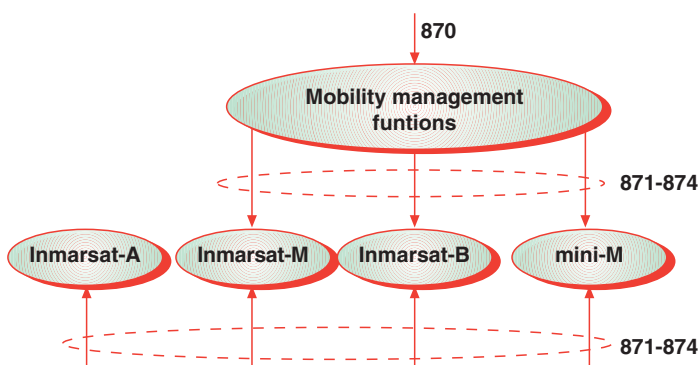 870
Mobility management
funtions
871-874
Inmarsat-A
Inmarsat-M
Inmarsat-B
mini-M
871-874